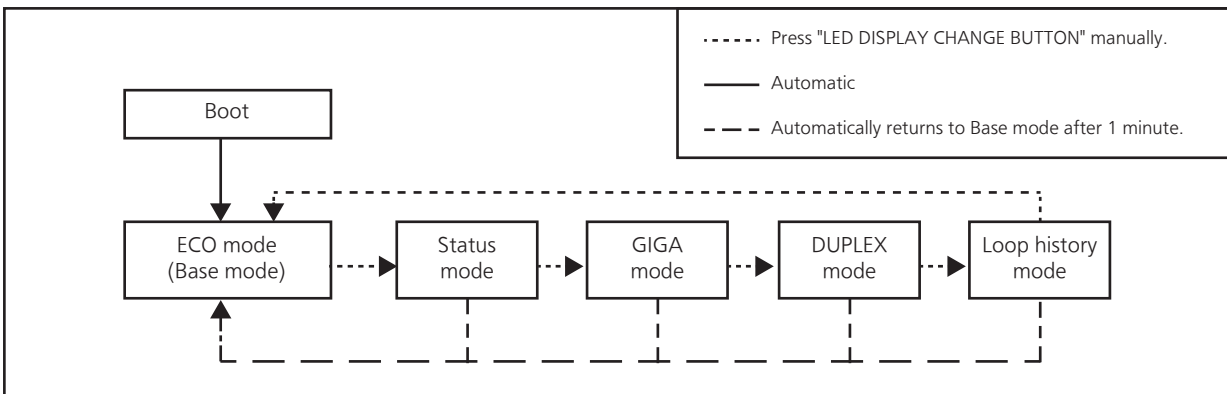 Press "LED DISPLAY CHANGE BUTTON" manually.
Automatic
Automatically returns to Base mode after 1 minute.
Boot
ECO mode
(Base mode)
Status
mode
GIGA
mode
DUPLEX
mode
Loop history
mode